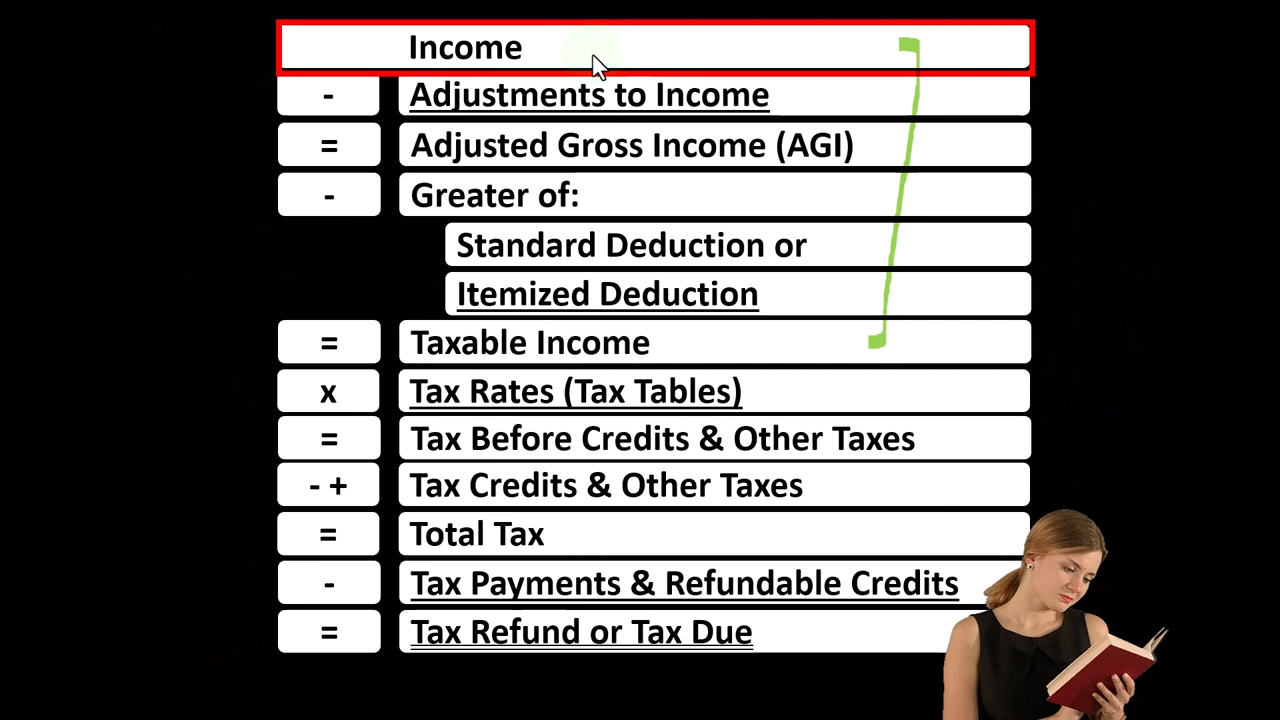 Income
- Adjustments to Income
= Adjusted Gross Income (AGI)
- Greater of:
Standard Deduction or
Itemized Deduction
= Taxable Income
x Tax Rates (Tax Tables)
= Tax Before Credits & Other Taxes
- + Tax Credits & Other Taxes
= Total Tax
- Tax Payments & Refundable Credits
= Tax Refund or Tax Due